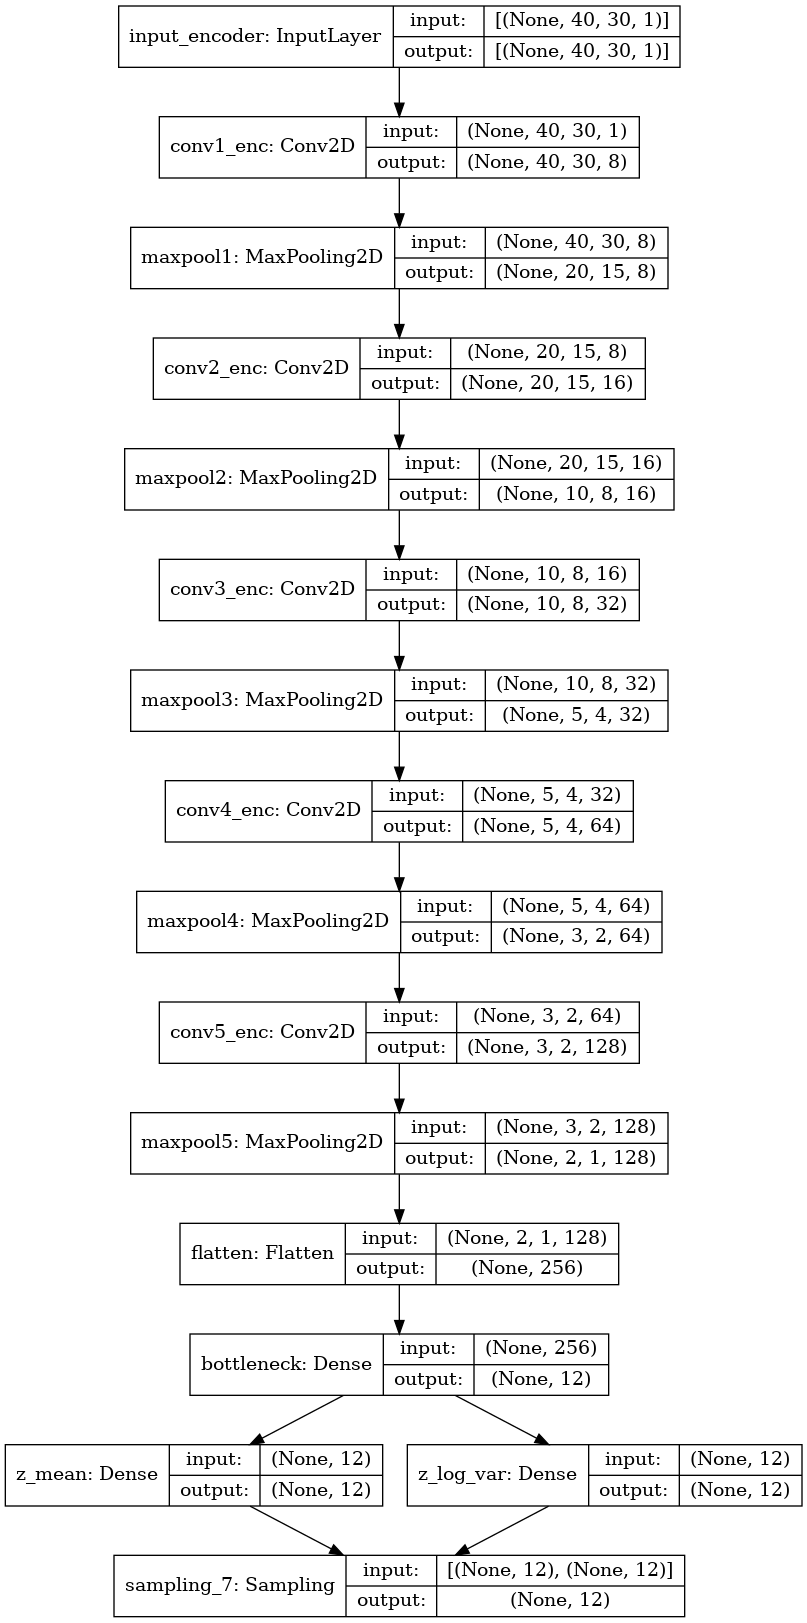 input_encoder: InputLayer
input: [(None, 40, 30, 1)]
output: [(None, 40, 30, 1)]
conv1_enc: Conv2D
input: (None, 40, 30, 1)
output: (None, 40, 30, 8)
maxpool1: MaxPooling2D
input: (None, 40, 30, 8)
output: (None, 20, 15, 8)
conv2_enc: Conv2D
input: (None, 20, 15, 8)
output: (None, 20, 15, 16)
maxpool2: MaxPooling2D
input: (None, 20, 15, 16)
output: (None, 10, 8, 16)
conv3_enc: Conv2D
input: (None, 10, 8, 16)
output: (None, 10, 8, 32)
maxpool3: MaxPooling2D
input: (None, 10, 8, 32)
output: (None, 5, 4, 32)
conv4_enc: Conv2D
input: (None, 5, 4, 32)
output: (None, 5, 4, 64)
maxpool4: MaxPooling2D
input: (None, 5, 4, 64)
output: (None, 3, 2, 64)
conv5_enc: Conv2D
input: (None, 3, 2, 64)
output: (None, 3, 2, 128)
maxpool5: MaxPooling2D
input: (None, 3, 2, 128)
output: (None, 2, 1, 128)
flatten: Flatten
input: (None, 2, 1, 128)
output: (None, 256)
bottleneck: Dense
input: (None, 256)
output: (None, 12)
z_mean: Dense
input: (None, 12)
output: (None, 12)
z_log_var: Dense
input: (None, 12)
output: (None, 12)
sampling_7: Sampling
input: [(None, 12), (None, 12)]
output: (None, 12)